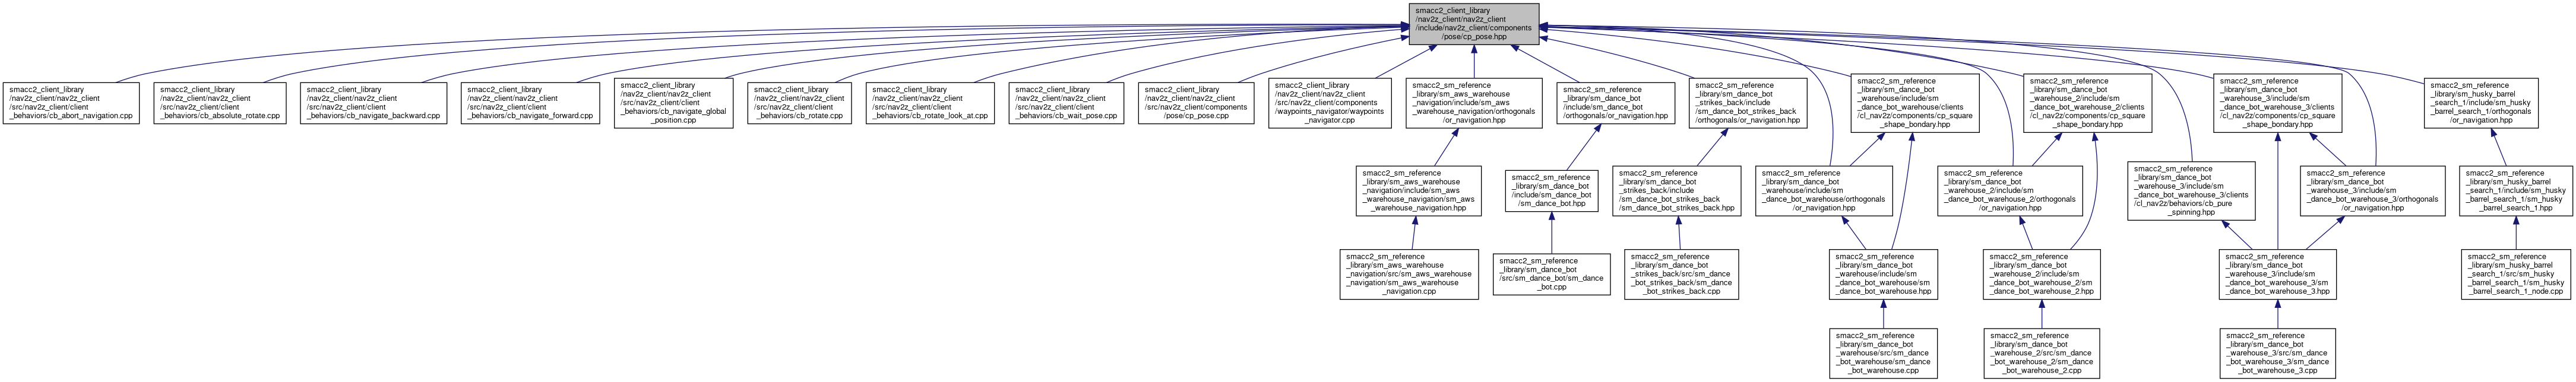 smacc2_client_library
/nav2z_client/nav2z_client
/include/nav2z_client/components
/pose/cp_pose.hpp
smacc2_client_library
/nav2z_client/nav2z_client
/src/nav2z_client/client
_behaviors/cb_abort_navigation.cpp
smacc2_client_library
/nav2z_client/nav2z_client
/src/nav2z_client/client
_behaviors/cb_absolute_rotate.cpp
smacc2_client_library
/nav2z_client/nav2z_client
/src/nav2z_client/client
_behaviors/cb_navigate_backward.cpp
smacc2_client_library
/nav2z_client/nav2z_client
/src/nav2z_client/client
_behaviors/cb_navigate_forward.cpp
smacc2_client_library
/nav2z_client/nav2z_client
/src/nav2z_client/client
_behaviors/cb_navigate_global
_position.cpp
smacc2_client_library
/nav2z_client/nav2z_client
/src/nav2z_client/client
_behaviors/cb_rotate.cpp
smacc2_client_library
/nav2z_client/nav2z_client
/src/nav2z_client/client
_behaviors/cb_rotate_look_at.cpp
smacc2_client_library
/nav2z_client/nav2z_client
/src/nav2z_client/client
_behaviors/cb_wait_pose.cpp
smacc2_client_library
/nav2z_client/nav2z_client
/src/nav2z_client/components
/pose/cp_pose.cpp
smacc2_client_library
/nav2z_client/nav2z_client
/src/nav2z_client/components
/waypoints_navigator/waypoints
_navigator.cpp
smacc2_sm_reference
_library/sm_aws_warehouse
_navigation/include/sm_aws
_warehouse_navigation/orthogonals
/or_navigation.hpp
smacc2_sm_reference
_library/sm_dance_bot
/include/sm_dance_bot
/orthogonals/or_navigation.hpp
smacc2_sm_reference
_library/sm_dance_bot
_strikes_back/include
/sm_dance_bot_strikes_back
/orthogonals/or_navigation.hpp
smacc2_sm_reference
_library/sm_dance_bot
_warehouse/include/sm
_dance_bot_warehouse/clients
/cl_nav2z/components/cp_square
_shape_bondary.hpp
smacc2_sm_reference
_library/sm_dance_bot
_warehouse_2/include/sm
_dance_bot_warehouse_2/clients
/cl_nav2z/components/cp_square
_shape_bondary.hpp
smacc2_sm_reference
_library/sm_dance_bot
_warehouse_3/include/sm
_dance_bot_warehouse_3/clients
/cl_nav2z/components/cp_square
_shape_bondary.hpp
smacc2_sm_reference
_library/sm_husky_barrel
_search_1/include/sm_husky
_barrel_search_1/orthogonals
/or_navigation.hpp
smacc2_sm_reference
_library/sm_aws_warehouse
_navigation/include/sm_aws
_warehouse_navigation/sm_aws
_warehouse_navigation.hpp
smacc2_sm_reference
_library/sm_dance_bot
/include/sm_dance_bot
/sm_dance_bot.hpp
smacc2_sm_reference
_library/sm_dance_bot
_strikes_back/include
/sm_dance_bot_strikes_back
/sm_dance_bot_strikes_back.hpp
smacc2_sm_reference
_library/sm_dance_bot
_warehouse/include/sm
_dance_bot_warehouse/orthogonals
/or_navigation.hpp
smacc2_sm_reference
_library/sm_dance_bot
_warehouse_2/include/sm
_dance_bot_warehouse_2/orthogonals
/or_navigation.hpp
smacc2_sm_reference
_library/sm_dance_bot
_warehouse_3/include/sm
_dance_bot_warehouse_3/clients
/cl_nav2z/behaviors/cb_pure
_spinning.hpp
smacc2_sm_reference
_library/sm_dance_bot
_warehouse_3/include/sm
_dance_bot_warehouse_3/orthogonals
/or_navigation.hpp
smacc2_sm_reference
_library/sm_husky_barrel
_search_1/include/sm_husky
_barrel_search_1/sm_husky
_barrel_search_1.hpp
smacc2_sm_reference
_library/sm_aws_warehouse
_navigation/src/sm_aws_warehouse
_navigation/sm_aws_warehouse
_navigation.cpp
smacc2_sm_reference
_library/sm_dance_bot
/src/sm_dance_bot/sm_dance
_bot.cpp
smacc2_sm_reference
_library/sm_dance_bot
_strikes_back/src/sm_dance
_bot_strikes_back/sm_dance
_bot_strikes_back.cpp
smacc2_sm_reference
_library/sm_dance_bot
_warehouse/include/sm
_dance_bot_warehouse/sm
_dance_bot_warehouse.hpp
smacc2_sm_reference
_library/sm_dance_bot
_warehouse_2/include/sm
_dance_bot_warehouse_2/sm
_dance_bot_warehouse_2.hpp
smacc2_sm_reference
_library/sm_dance_bot
_warehouse_3/include/sm
_dance_bot_warehouse_3/sm
_dance_bot_warehouse_3.hpp
smacc2_sm_reference
_library/sm_husky_barrel
_search_1/src/sm_husky
_barrel_search_1/sm_husky
_barrel_search_1_node.cpp
smacc2_sm_reference
_library/sm_dance_bot
_warehouse/src/sm_dance
_bot_warehouse/sm_dance
_bot_warehouse.cpp
smacc2_sm_reference
_library/sm_dance_bot
_warehouse_2/src/sm_dance
_bot_warehouse_2/sm_dance
_bot_warehouse_2.cpp
smacc2_sm_reference
_library/sm_dance_bot
_warehouse_3/src/sm_dance
_bot_warehouse_3/sm_dance
_bot_warehouse_3.cpp